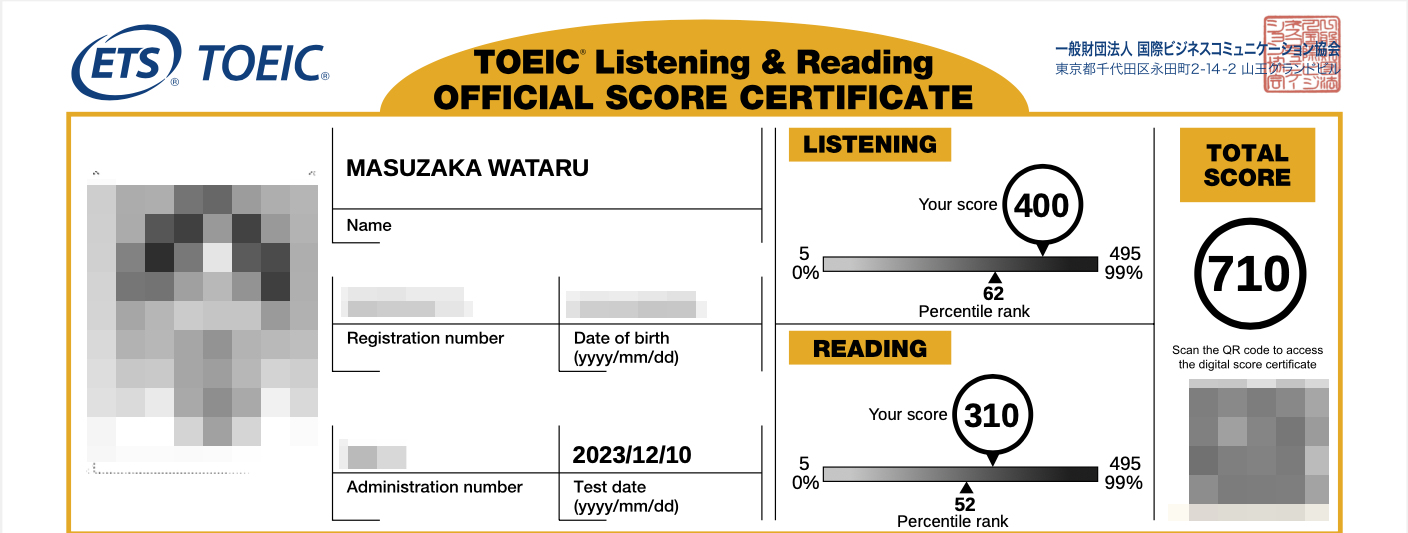 ETS® TOEIC®
TOEIC® Listening & Reading
OFFICIAL SCORE CERTIFICATE
一般財団法人 国際ビジネスコミュニケーション協会
東京都千代田区永田町2-14-2 山王グランドビル
MASUZAKA WATARU
Name
Registration number
Date of birth
(yyyy/mm/dd)
Administration number
2023/12/10
Test date
(yyyy/mm/dd)
LISTENING
Your score 400
5
495
0%
99%
62
Percentile rank
READING
Your score 310
5
495
0%
99%
52
Percentile rank
TOTAL
SCORE
710
Scan the QR code to access
the digital score certificate